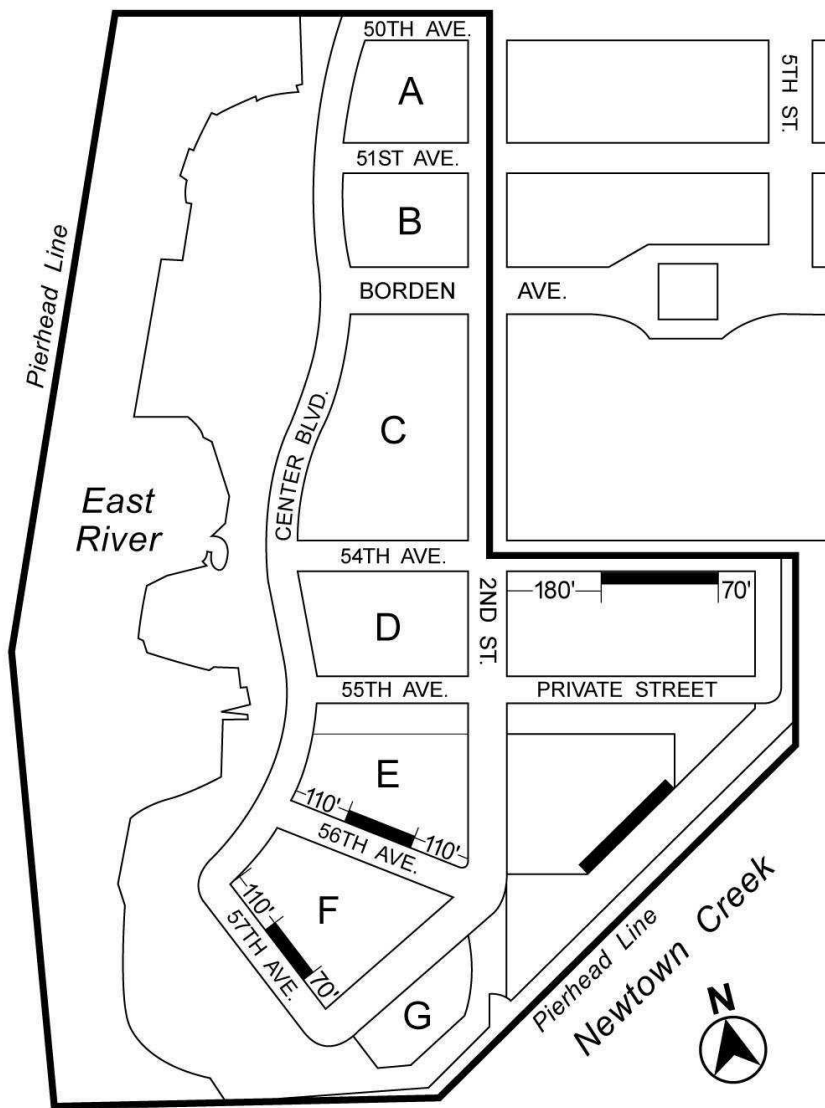 50TH AVE.
A
5TH ST.
51ST AVE.
B
BORDEN AVE.
Pierhead Line
C
CENTER BLVD.
East
River
54TH AVE.
180' 70'
D
2ND ST.
55TH AVE.
PRIVATE STREET
E
110' 110'
56TH AVE.
F
110' 70'
57TH AVE.
G
Pierhead Line
Newtown Creek
N